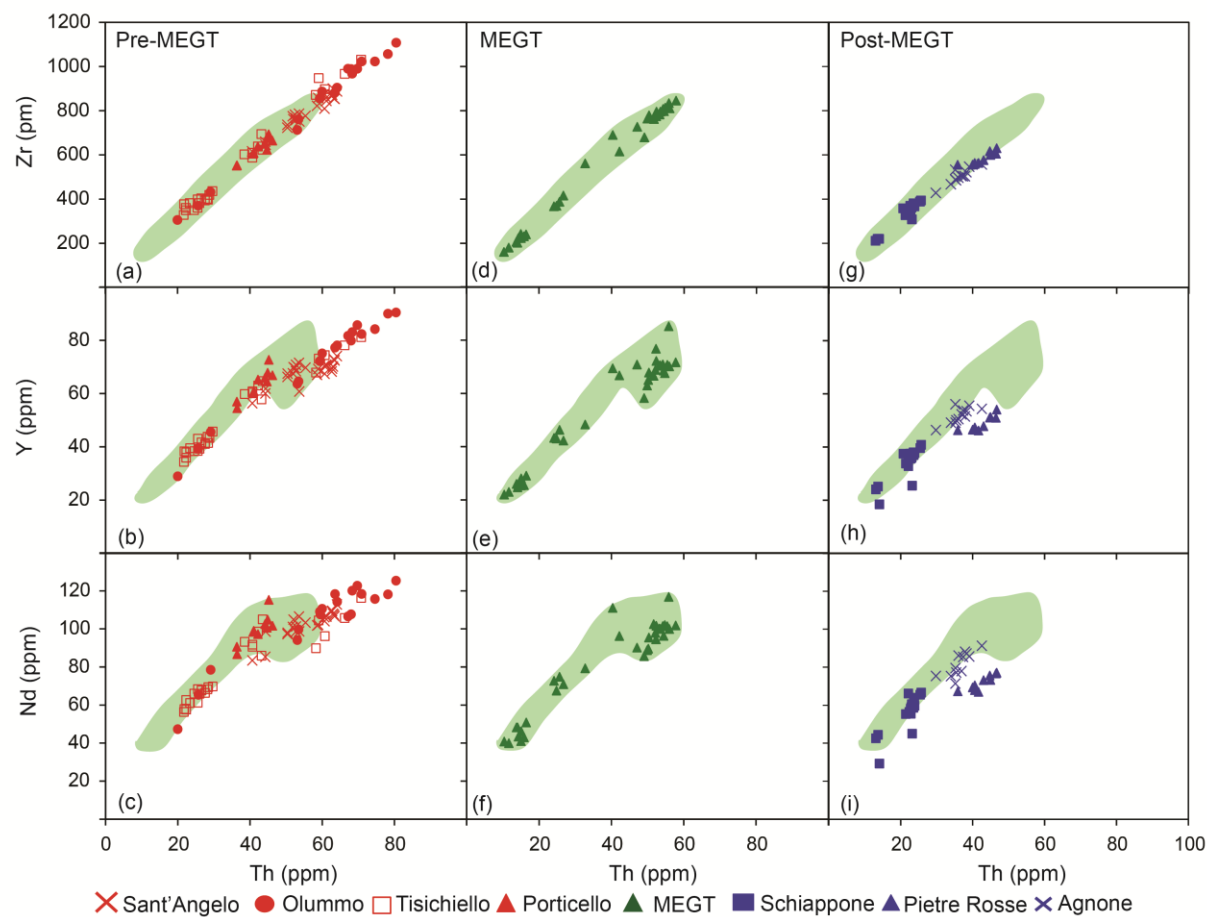 Pre-MEGT
MEGT
Post-MEGT
1200
1000
800
600
400
200
Zr (pm)
(a)
(d)
(g)
80
60
40
20
Y (ppm)
(b)
(e)
(h)
120
100
80
60
40
20
Nd (ppm)
(c)
(f)
(i)
20 40 60 80 20 40 60 80 20 40 60 80 100
Th (ppm) Th (ppm) Th (ppm)
Sant'Angelo Olummo Tisichiello Porticello MEGT Schiappone Pietre Rosse Agnone